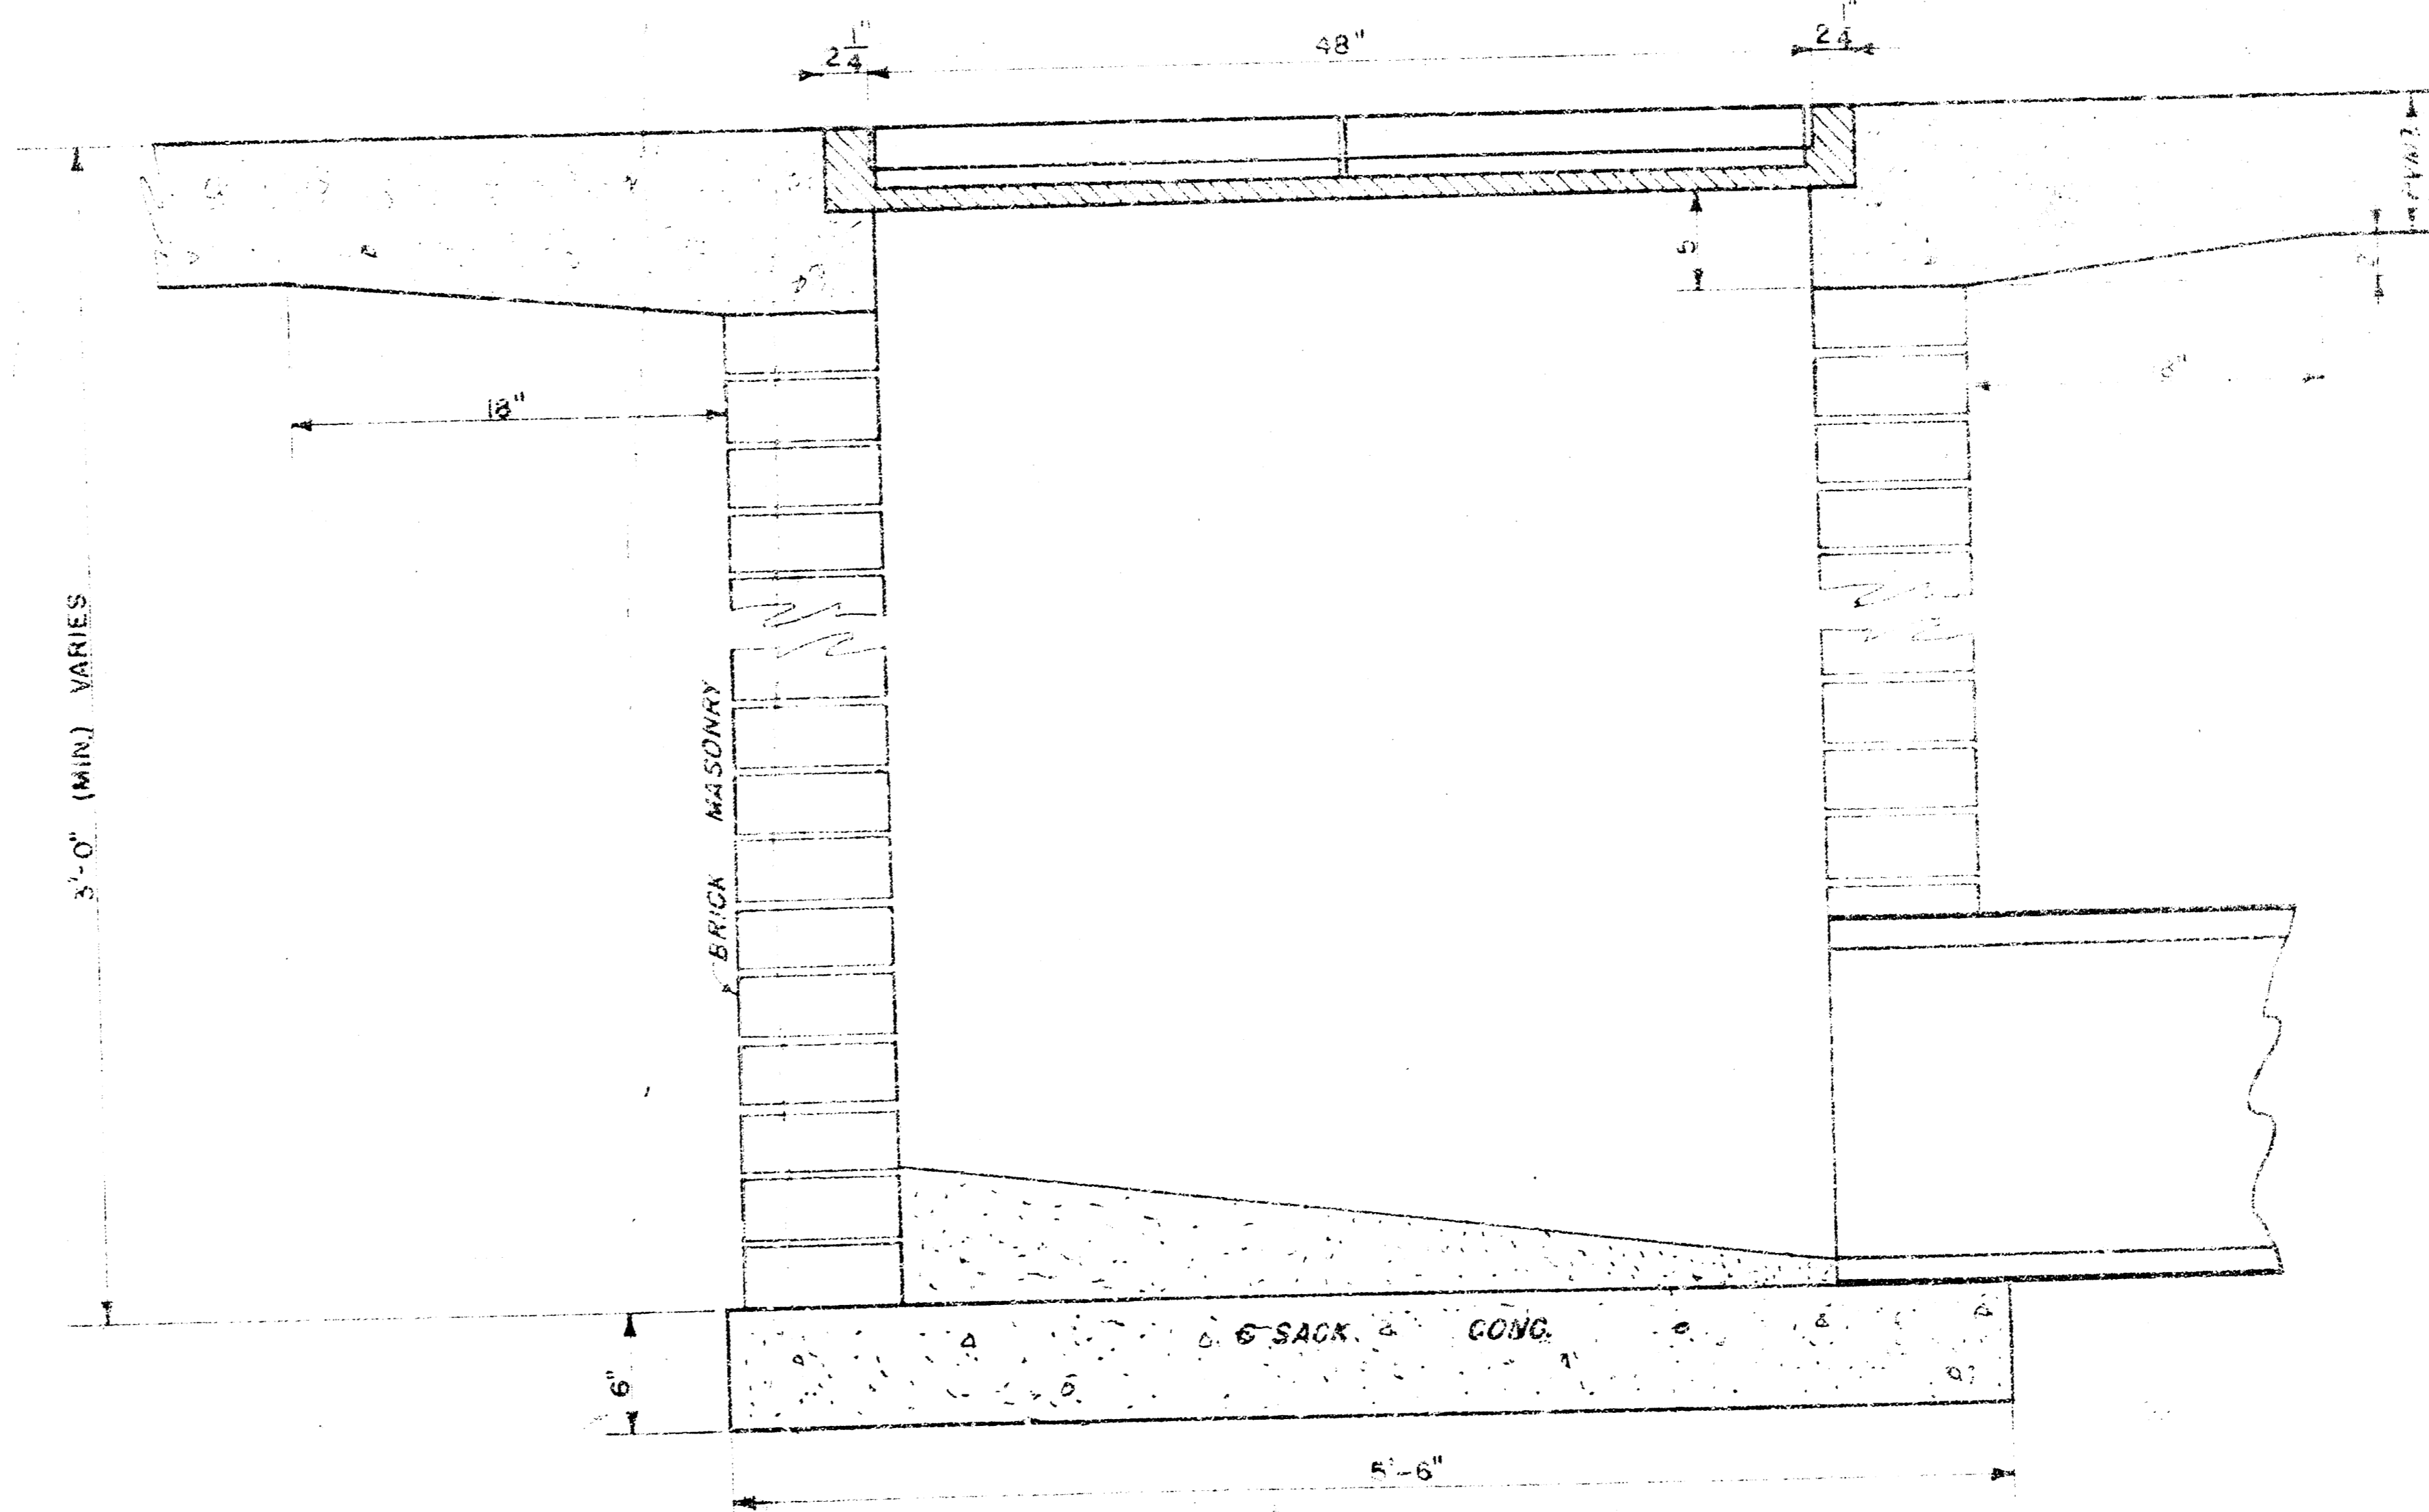 2 1/4"
48"
2 1/4"
5
2"
18"
3'-0" (MIN.) VARIES
BRICK MASONRY
6 SACK. CONC.
6"
5'-6"